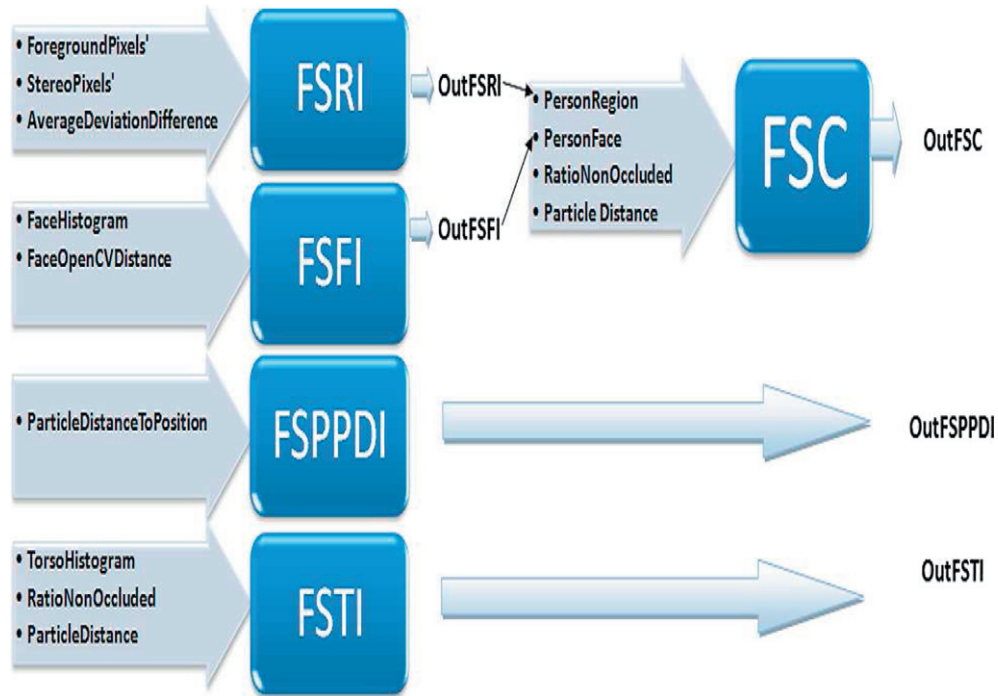 • ForegroundPixels'
• StereoPixels'
• AverageDeviationDifference
FSRI
OutFSRI
• PersonRegion
• PersonFace
• RatioNonOccluded
• Particle Distance
FSC
OutFSC
• FaceHistogram
• FaceOpenCVDistance
FSFI
OutFSFI
• ParticleDistanceToPosition
FSPPDI
OutFSPPDI
• TorsoHistogram
• RatioNonOccluded
• ParticleDistance
FSTI
OutFSTI